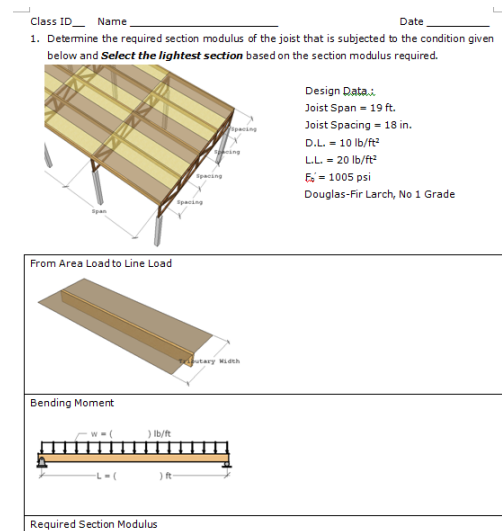 Class ID__ Name ______________________ Date __________
1. Determine the required section modulus of the joist that is subjected to the condition given
below and Select the lightest section based on the section modulus required.
Design Data.:
Joist Span = 19 ft.
Joist Spacing = 18 in.
D.L. = 10 lb/ft²
L.L. = 20 lb/ft²
F_b' = 1005 psi
Douglas-Fir Larch, No 1 Grade
Spacing
Spacing
Spacing
Spacing
Span
From Area Load to Line Load
Tributary Width
Bending Moment
w = ( ) lb/ft
L = ( ) ft
Required Section Modulus